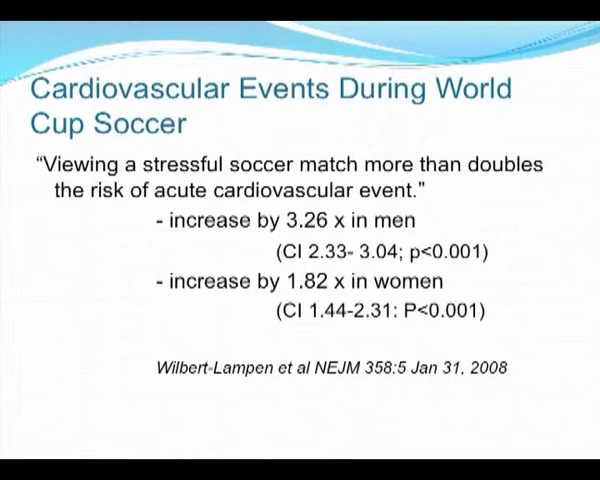 Cardiovascular Events During World
Cup Soccer
“Viewing a stressful soccer match more than doubles
the risk of acute cardiovascular event."
- increase by 3.26 x in men
(CI 2.33- 3.04; p<0.001)
- increase by 1.82 x in women
(CI 1.44-2.31: P<0.001)
Wilbert-Lampen et al NEJM 358:5 Jan 31, 2008